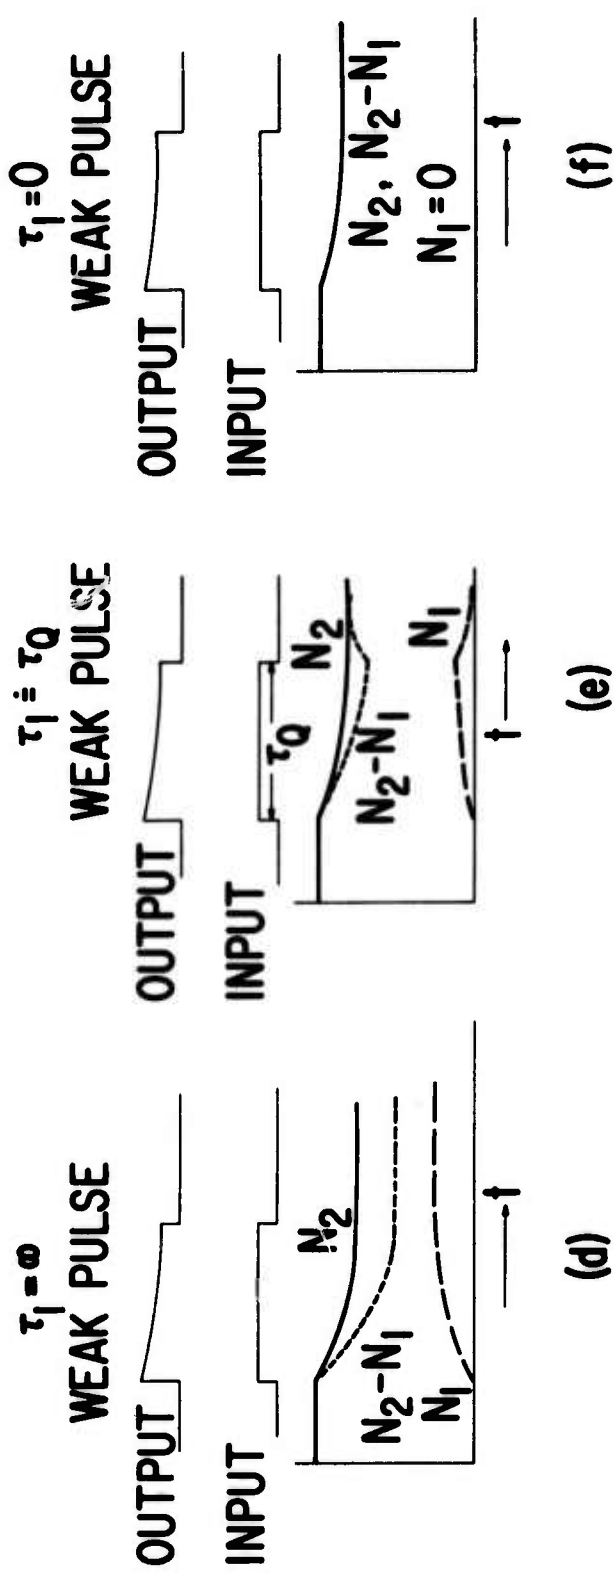 τ₁=∞
WEAK PULSE
OUTPUT
INPUT
N₂
N₂-N₁
N₁
t
(d)
τ₁≐τQ
WEAK PULSE
OUTPUT
INPUT
τQ
N₂
N₂-N₁
N₁
t
(e)
τ₁=0
WEAK PULSE
OUTPUT
INPUT
N₂, N₂-N₁
N₁=0
t
(f)